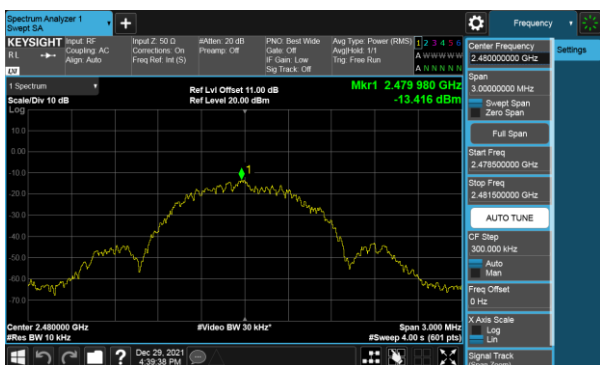 Spectrum Analyzer 1
Swept SA
Frequency
KEYSIGHT
RL
LXI
Input: RF
Coupling: AC
Align: Auto
Input Z: 50 Ω
Corrections: On
Freq Ref: Int (S)
#Atten: 20 dB
Preamp: Off
PNO: Best Wide
Gate: Off
IF Gain: Low
Sig Track: Off
Avg Type: Power (RMS)
Avg|Hold: 1/1
Trig: Free Run
1 2 3 4 5 6
A W W W W W
A N N N N N
1 Spectrum
Scale/Div 10 dB
Log
Ref Lvl Offset 11.00 dB
Ref Level 20.00 dBm
Mkr1 2.479 980 GHz
-13.416 dBm
10.0
0.00
-10.0
-20.0
-30.0
-40.0
-50.0
-60.0
-70.0
1
Center 2.480000 GHz
#Res BW 10 kHz
#Video BW 30 kHz*
Span 3.000 MHz
#Sweep 4.00 s (601 pts)
Dec 29, 2021
4:39:38 PM
Center Frequency
2.480000000 GHz
Settings
Span
3.00000000 MHz
Swept Span
Zero Span
Full Span
Start Freq
2.478500000 GHz
Stop Freq
2.481500000 GHz
AUTO TUNE
CF Step
300.000 kHz
Auto
Man
Freq Offset
0 Hz
X Axis Scale
Log
Lin
Signal Track
(Span Zoom)